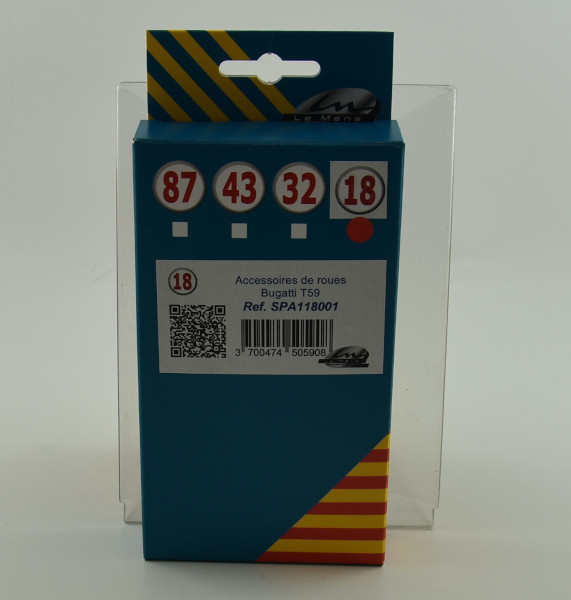 Le Mans
87 43 32 18
18
Accessoires de roues
Bugatti T59
Ref. SPA118001
3 700474 505908